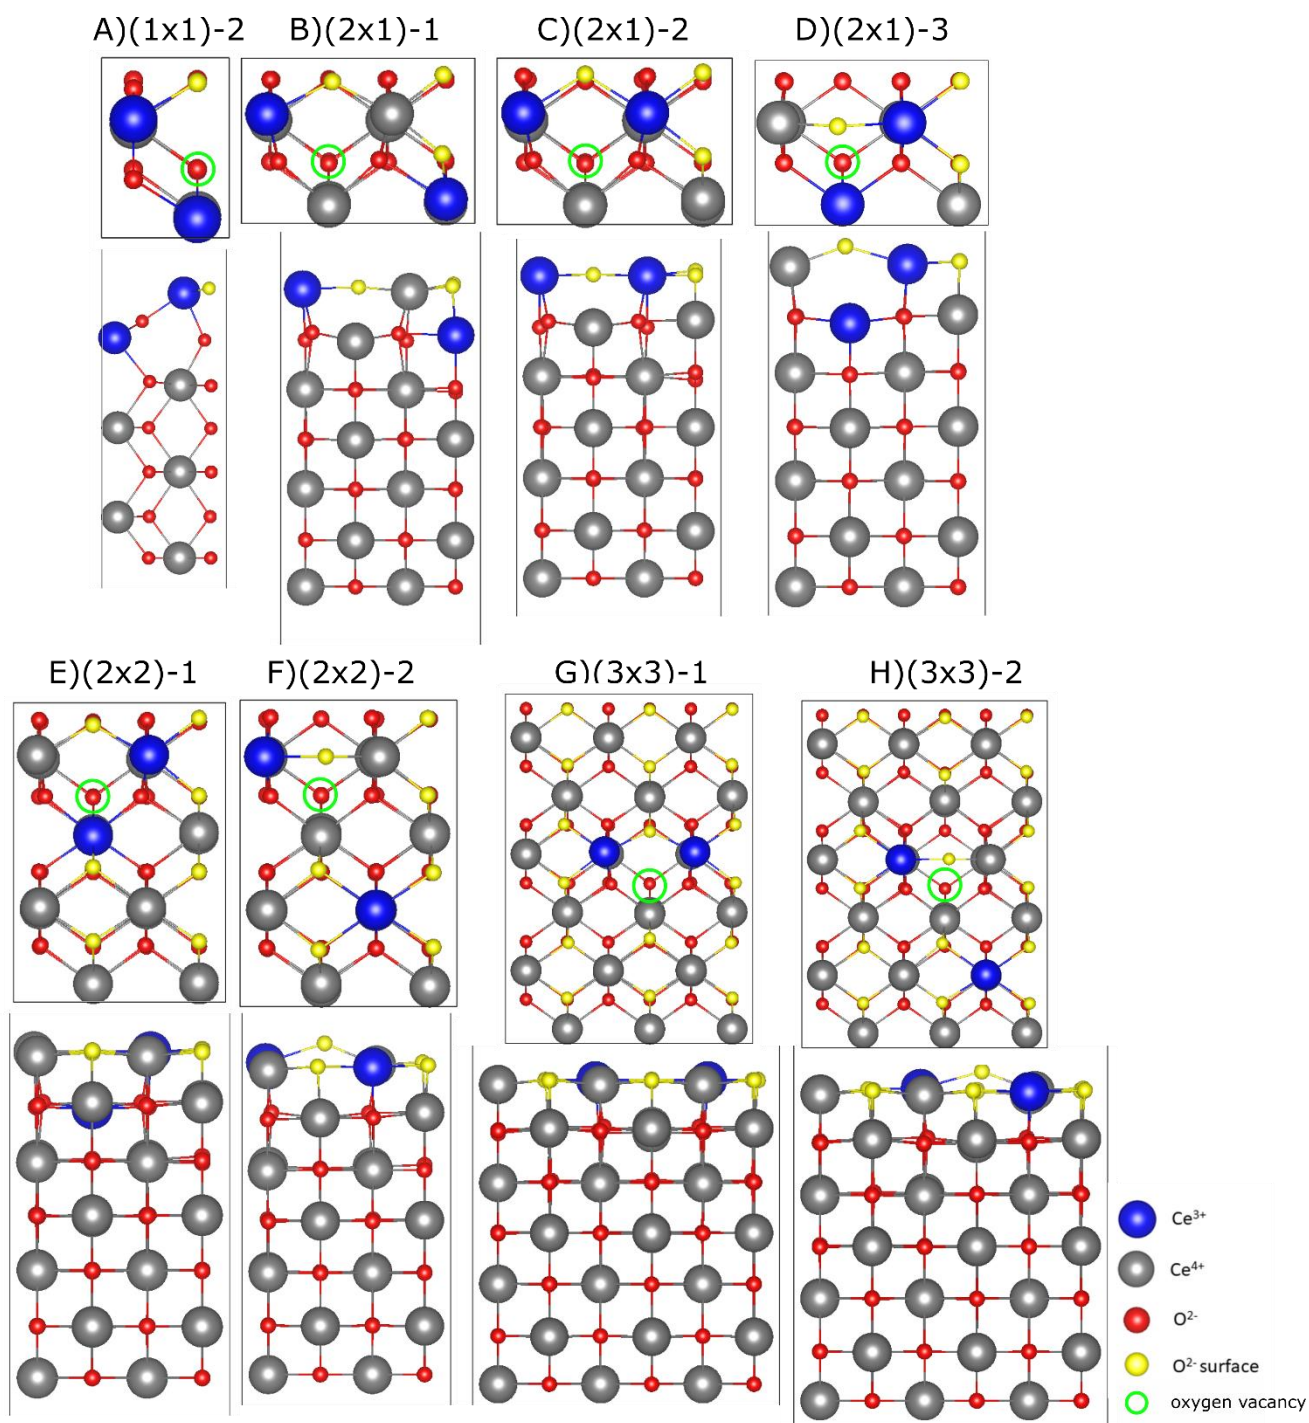 A)(1x1)-2
B)(2x1)-1
C)(2x1)-2
D)(2x1)-3
E)(2x2)-1
F)(2x2)-2
G)(3x3)-1
H)(3x3)-2
Ce³⁺
Ce⁴⁺
O²⁻
O²⁻ surface
oxygen vacancy